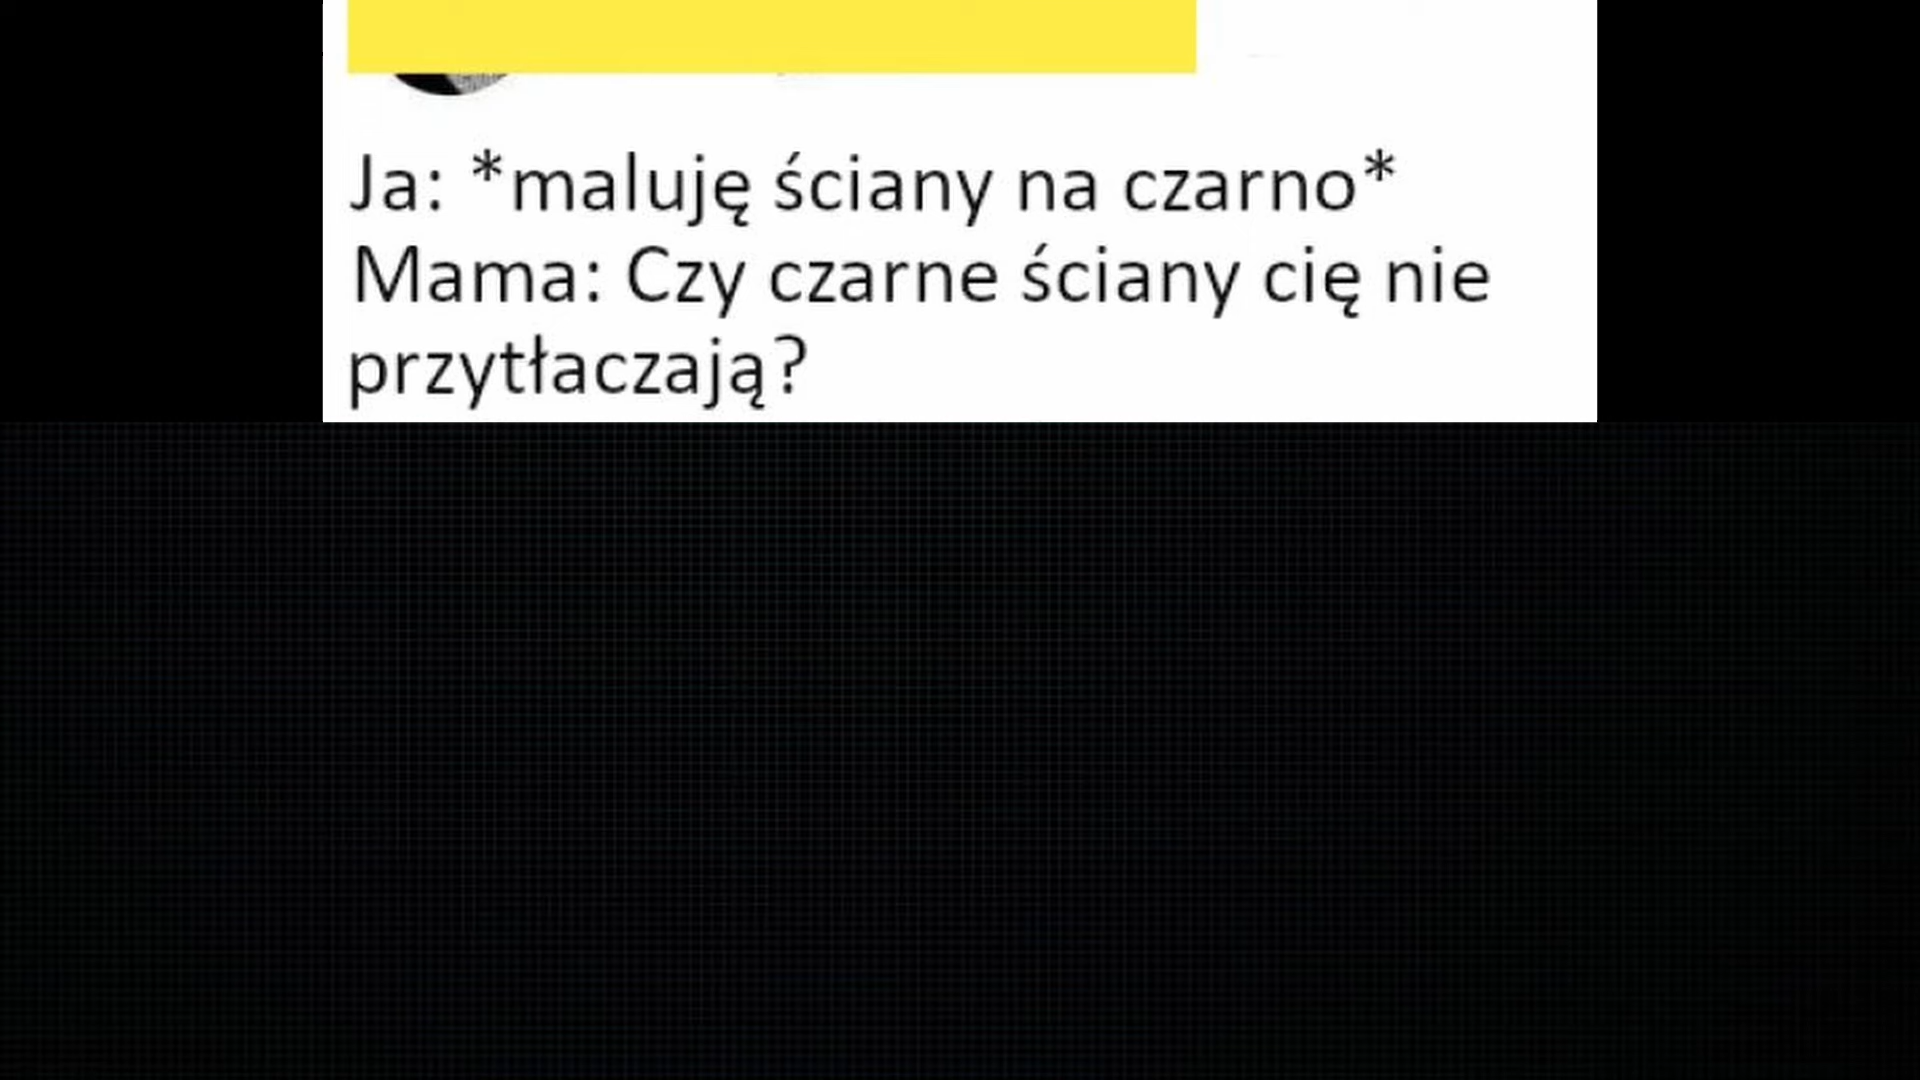 Ja: *maluję ściany na czarno*
Mama: Czy czarne ściany cię nie
przytłaczają?